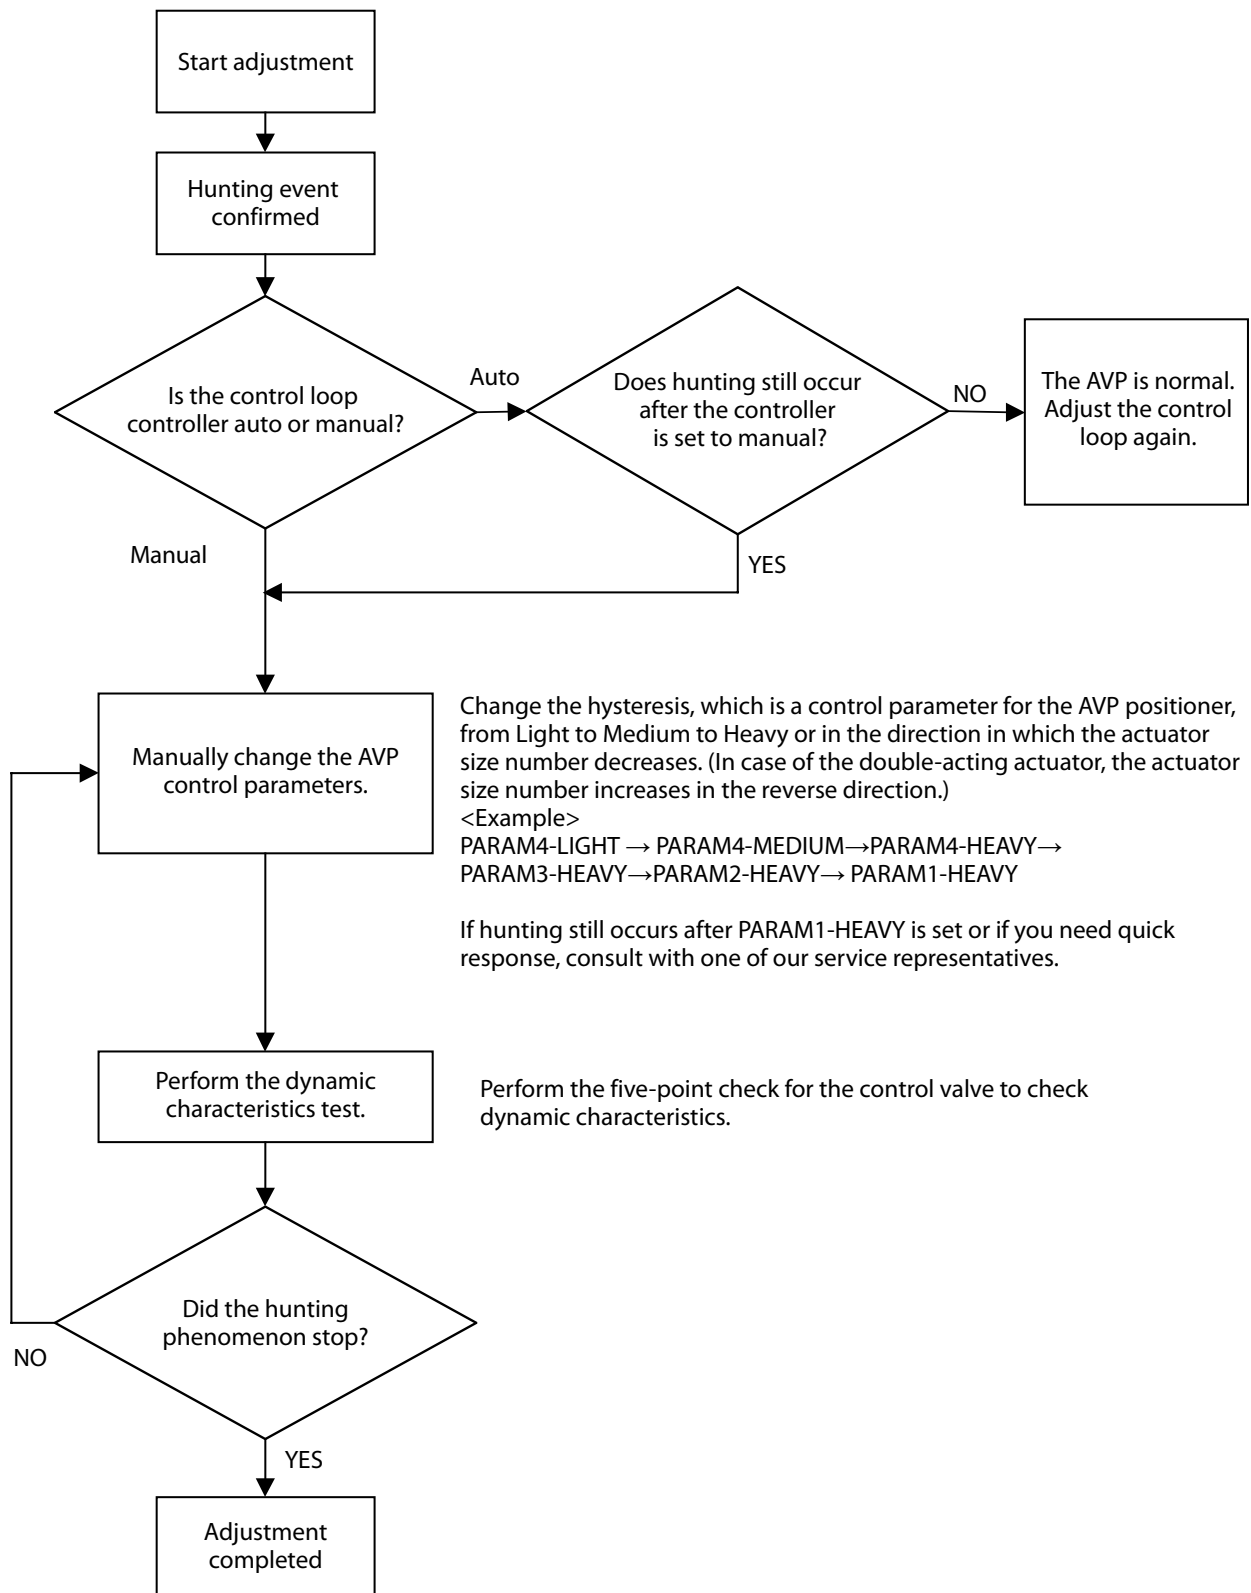 Start adjustment
Hunting event
confirmed
Is the control loop
controller auto or manual?
Auto
Does hunting still occur
after the controller
is set to manual?
NO
The AVP is normal.
Adjust the control
loop again.
Manual
YES
Manually change the AVP
control parameters.
Change the hysteresis, which is a control parameter for the AVP positioner,
from Light to Medium to Heavy or in the direction in which the actuator
size number decreases. (In case of the double-acting actuator, the actuator
size number increases in the reverse direction.)
<Example>
PARAM4-LIGHT → PARAM4-MEDIUM→PARAM4-HEAVY→
PARAM3-HEAVY→PARAM2-HEAVY→ PARAM1-HEAVY
If hunting still occurs after PARAM1-HEAVY is set or if you need quick
response, consult with one of our service representatives.
Perform the dynamic
characteristics test.
Perform the five-point check for the control valve to check
dynamic characteristics.
Did the hunting
phenomenon stop?
NO
YES
Adjustment
completed